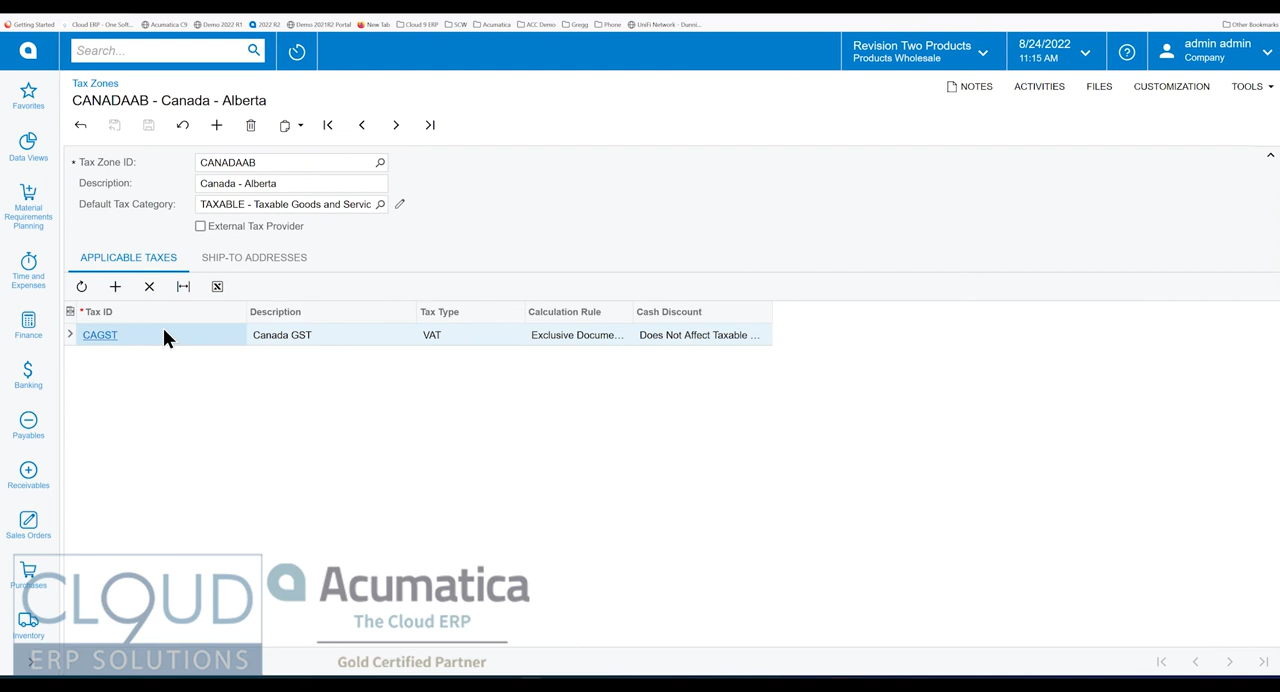 Getting Started
Cloud ERP - One Soft...
Acumatica C9
Demo 2022 R1
2022 R2
Demo 2021R2 Portal
New Tab
Cloud 9 ERP
SCW
Acumatica
ACC Demo
Gregg
Phone
UniFi Network - Dunni...
Other Bookmarks
Search...
Revision Two Products
Products Wholesale
8/24/2022
11:15 AM
admin admin
Company
Favorites
Data Views
Material
Requirements
Planning
Time and
Expenses
Finance
Banking
Payables
Receivables
Sales Orders
Purchases
Inventory
Tax Zones
CANADAAB - Canada - Alberta
NOTES
ACTIVITIES
FILES
CUSTOMIZATION
TOOLS
* Tax Zone ID: CANADAAB
Description: Canada - Alberta
Default Tax Category: TAXABLE - Taxable Goods and Servic
External Tax Provider
APPLICABLE TAXES
SHIP-TO ADDRESSES
* Tax ID Description Tax Type Calculation Rule Cash Discount
CAGST Canada GST VAT Exclusive Docume... Does Not Affect Taxable ...
CLOUD 9
ERP SOLUTIONS
Acumatica
The Cloud ERP
Gold Certified Partner